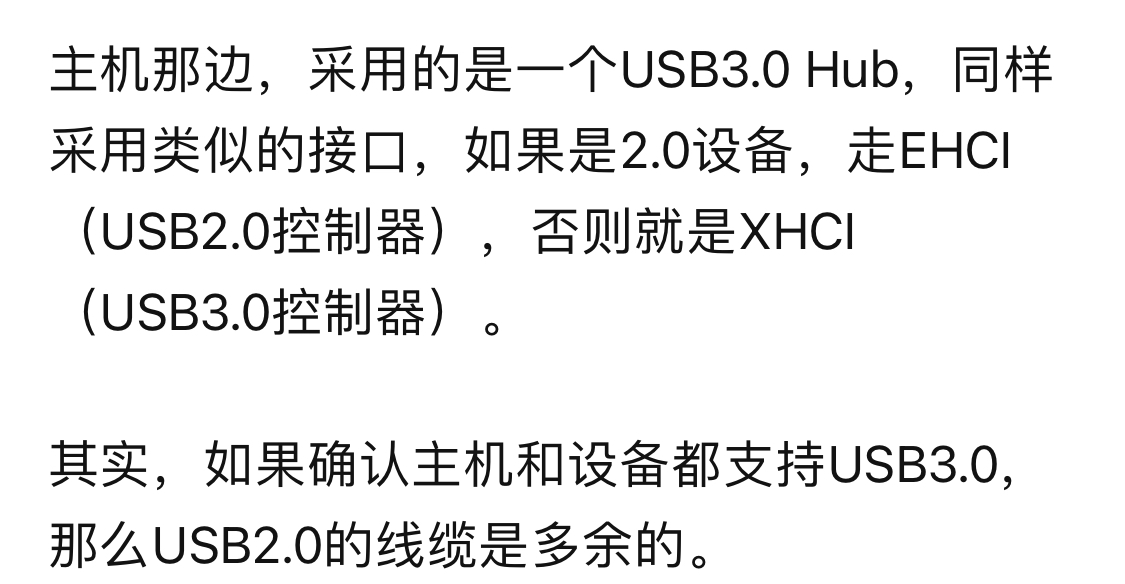 主机那边，采用的是一个USB3.0 Hub，同样
采用类似的接口，如果是2.0设备，走EHCI
（USB2.0控制器），否则就是XHCI
（USB3.0控制器）。
其实，如果确认主机和设备都支持USB3.0，
那么USB2.0的线缆是多余的。